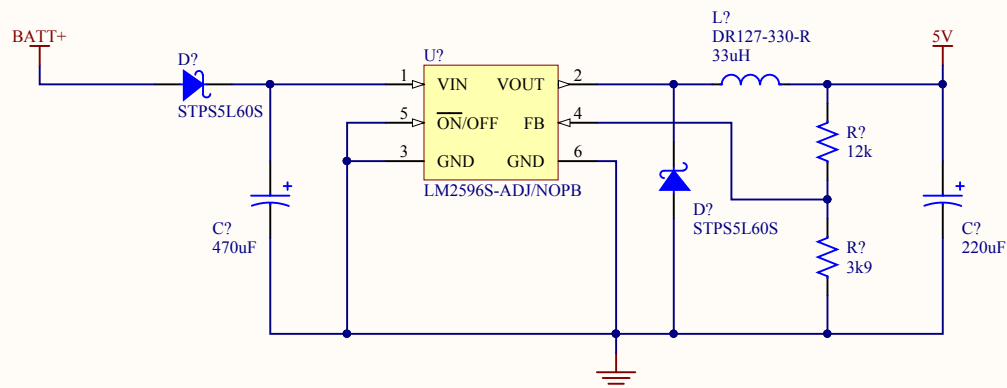 BATT+
D?
STPS5L60S
C?
470uF
U?
1 VIN VOUT 2
5 ON/OFF FB 4
3 GND GND 6
LM2596S-ADJ/NOPB
L?
DR127-330-R
33uH
D?
STPS5L60S
R?
12k
R?
3k9
5V
C?
220uF